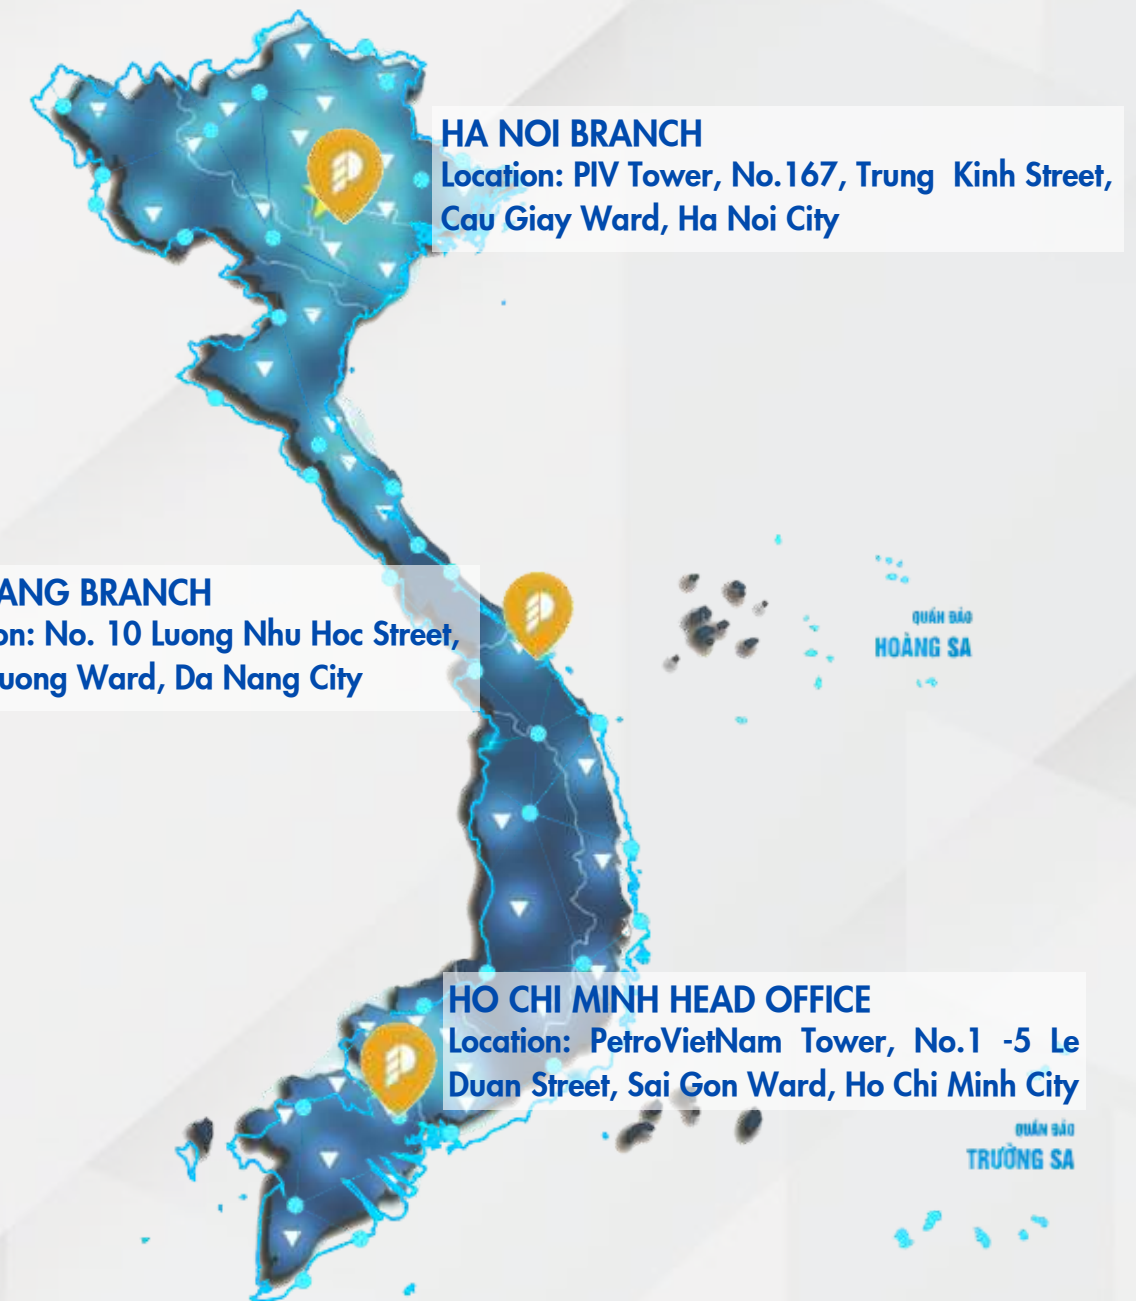 HA NOI BRANCH
Location: PIV Tower, No.167, Trung Kinh Street,
Cau Giay Ward, Ha Noi City
ANG BRANCH
on: No. 10 Luong Nhu Hoc Street,
uong Ward, Da Nang City
QUẦN ĐẢO
HOÀNG SA
HO CHI MINH HEAD OFFICE
Location: PetroVietNam Tower, No.1 -5 Le
Duan Street, Sai Gon Ward, Ho Chi Minh City
QUẦN ĐẢO
TRƯỜNG SA